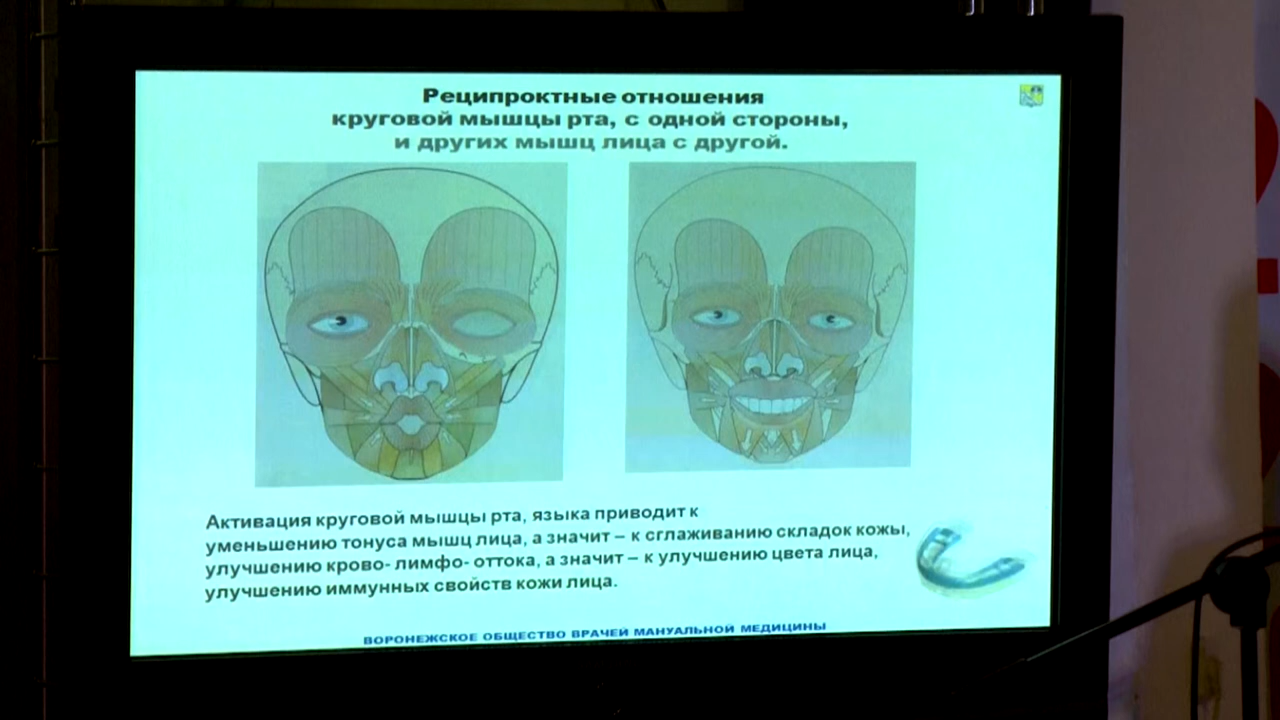 Реципроктные отношения
круговой мышцы рта, с одной стороны,
и других мышц лица с другой.
Активация круговой мышцы рта, языка приводит к
уменьшению тонуса мышц лица, а значит – к сглаживанию складок кожы,
улучшению крово- лимфо- оттока, а значит – к улучшению цвета лица,
улучшению иммунных свойств кожи лица.
ВОРОНЕЖСКОЕ ОБЩЕСТВО ВРАЧЕЙ МАНУАЛЬНОЙ МЕДИЦИНЫ